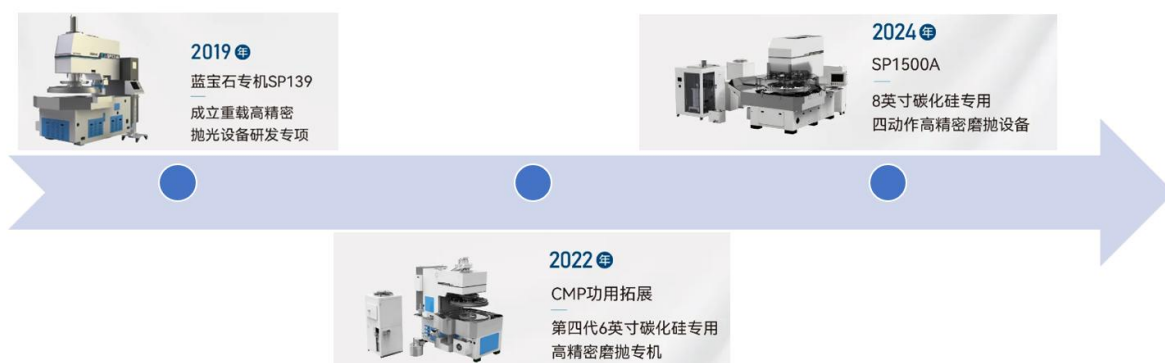 2019年
蓝宝石专机SP139
成立重载高精密
抛光设备研发专项
2022年
CMP功用拓展
第四代6英寸碳化硅专用
高精密磨抛专机
2024年
SP1500A
8英寸碳化硅专用
四动作高精密磨抛设备